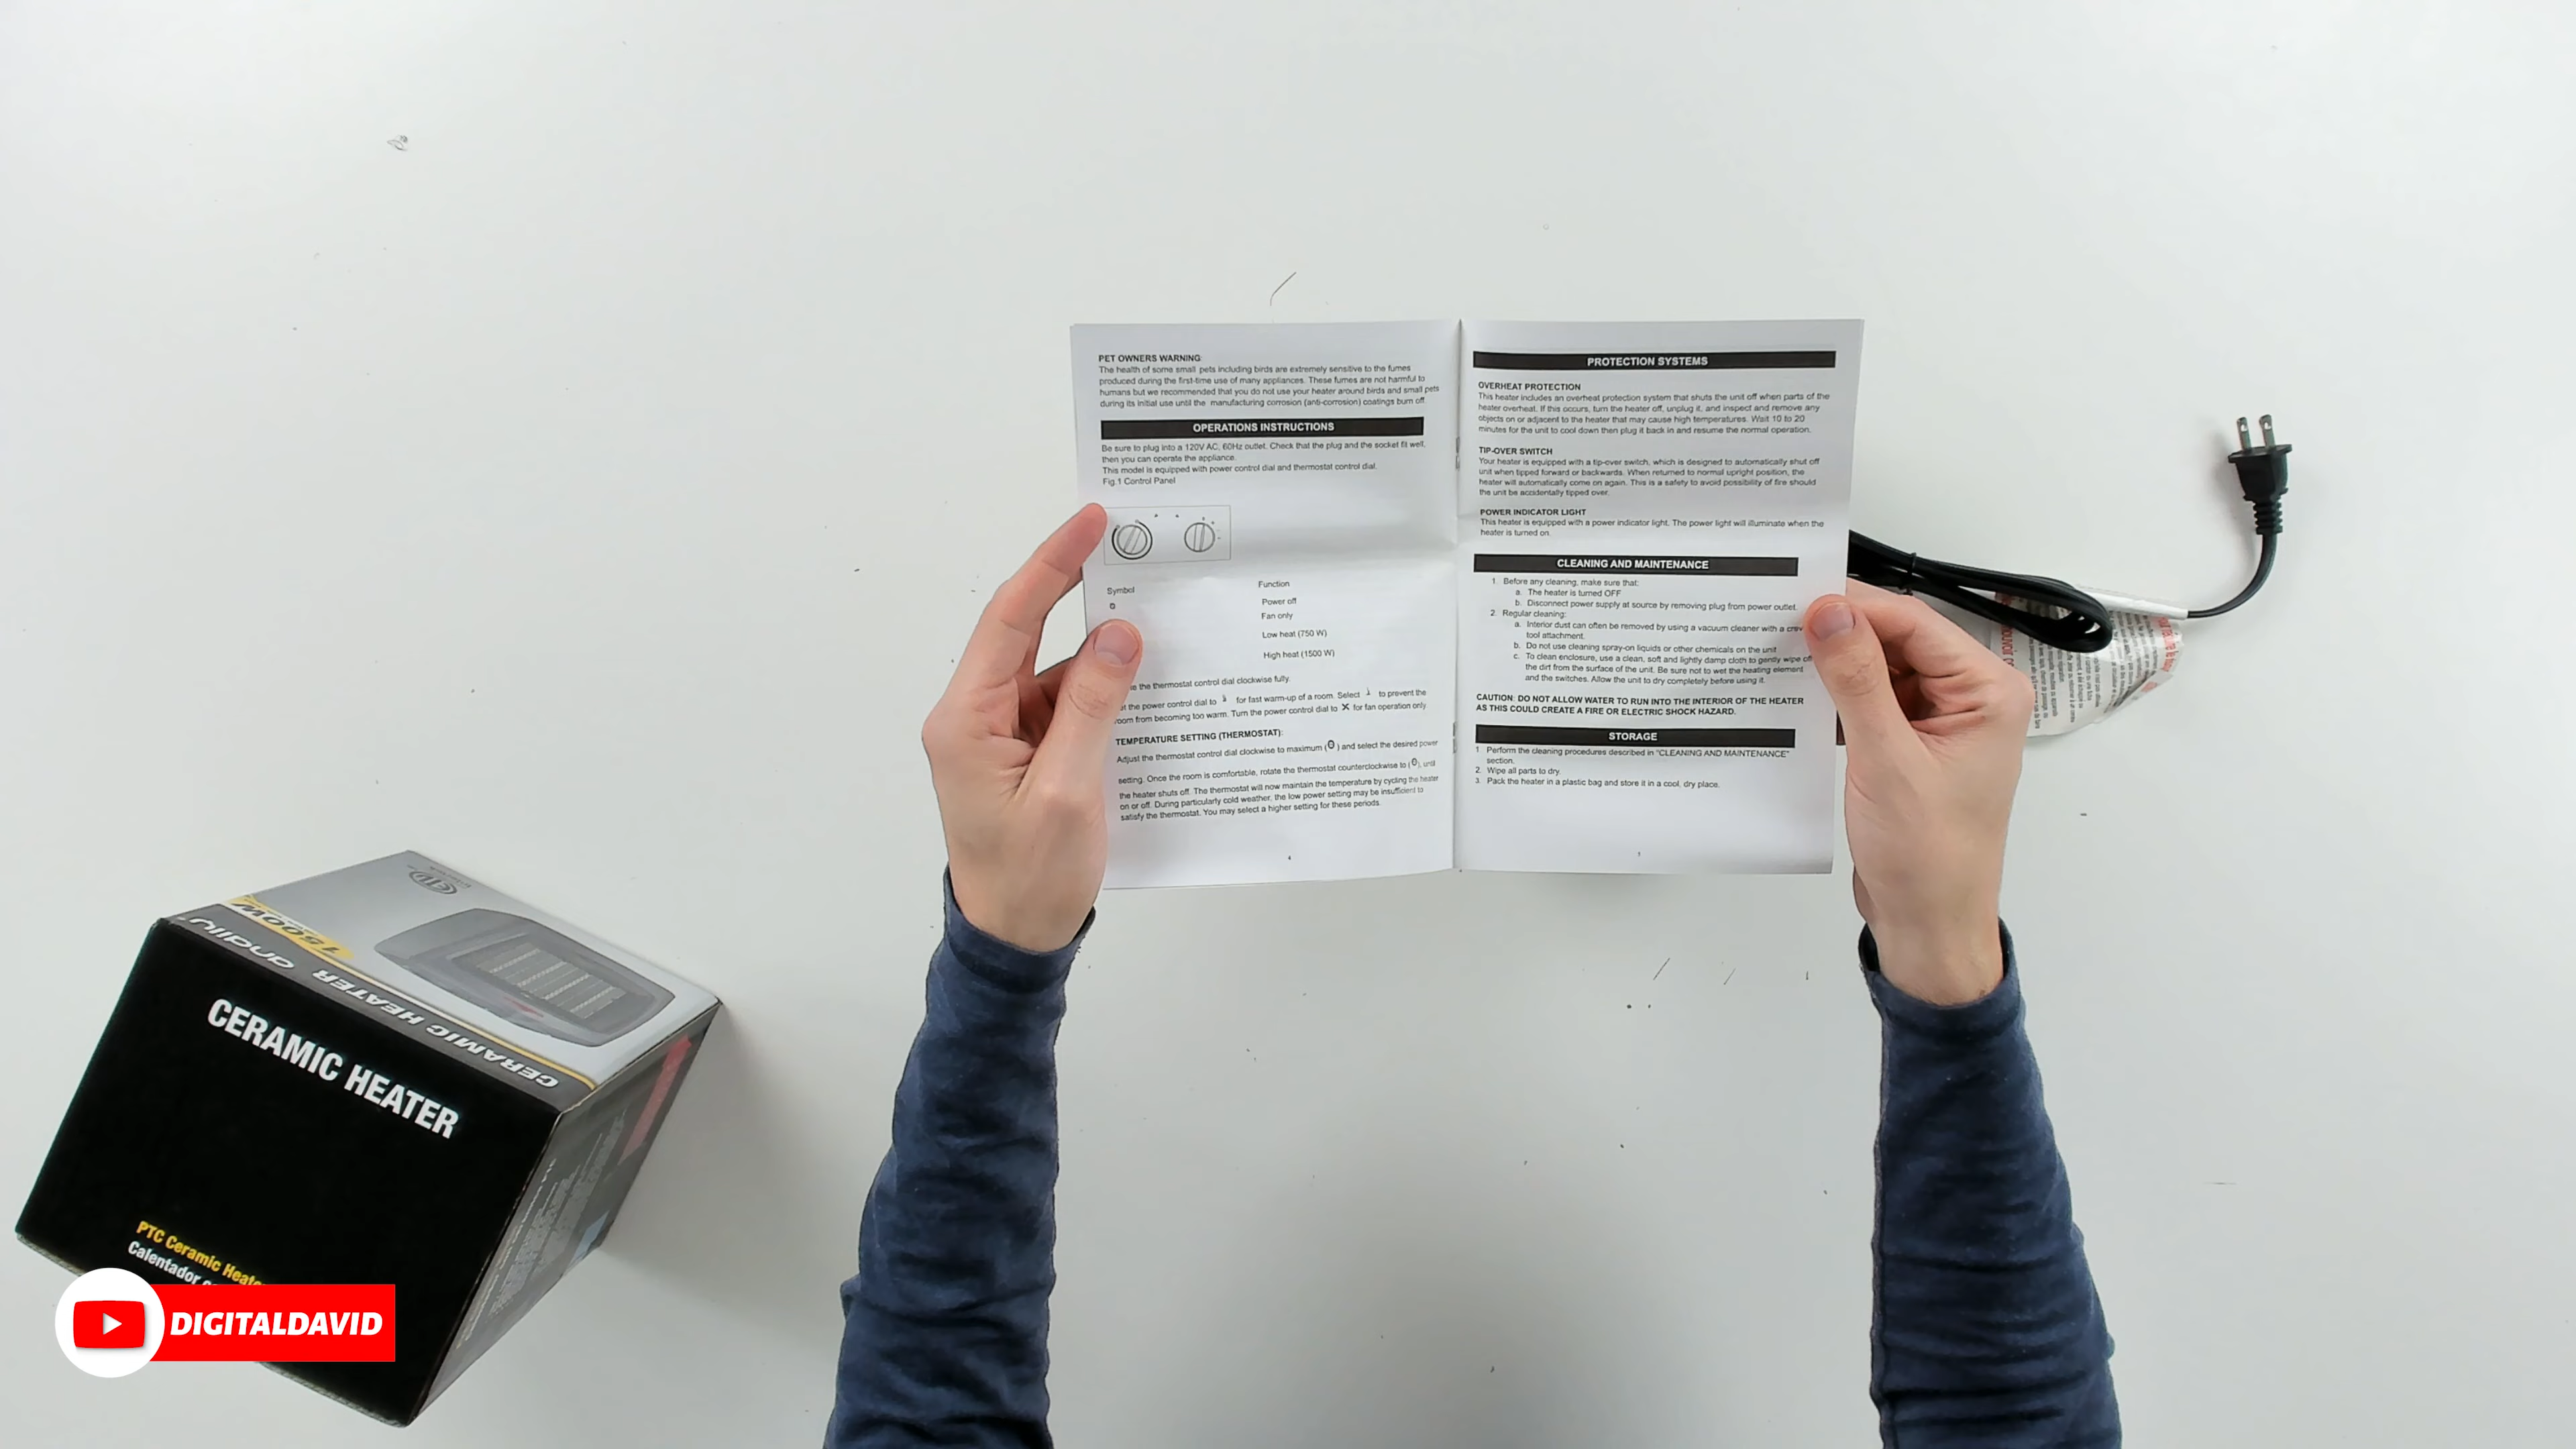 PET OWNERS WARNING
The health of some small pets including birds are extremely sensitive to the fumes
produced during the first-time use of many appliances. These fumes are not harmful to
humans but we recommended that you do not use your heater around birds and small pets
during its initial use until the manufacturing corrosion (anti-corrosion) coatings burn off.
OPERATIONS INSTRUCTIONS
Be sure to plug into a 120V AC, 60Hz outlet. Check that the plug and the socket fit well,
then you can operate the appliance.
This model is equipped with power control dial and thermostat control dial.
Fig.1 Control Panel
Symbol Function
Power off
Fan only
Low heat (750 W)
High heat (1500 W)
the thermostat control dial clockwise fully.
the power control dial to for fast warm-up of a room. Select to prevent the
room from becoming too warm. Turn the power control dial to for fan operation only
TEMPERATURE SETTING (THERMOSTAT):
Adjust the thermostat control dial clockwise to maximum ( ) and select the desired power
setting. Once the room is comfortable, rotate the thermostat counterclockwise to ( ), until
the heater shuts off. The thermostat will now maintain the temperature by cycling the heater
on or off. During particularly cold weather, the low power setting may be insufficient to
satisfy the thermostat. You may select a higher setting for these periods.
PROTECTION SYSTEMS
OVERHEAT PROTECTION
This heater includes an overheat protection system that shuts the unit off when parts of the
heater overheat. If this occurs, turn the heater off, unplug it, and inspect and remove any
objects on or adjacent to the heater that may cause high temperatures. Wait 10 to 20
minutes for the unit to cool down then plug it back in and resume the normal operation.
TIP-OVER SWITCH
Your heater is equipped with a tip-over switch, which is designed to automatically shut off
unit when tipped forward or backwards. When returned to normal upright position, the
heater will automatically come on again. This is a safety to avoid possibility of fire should
the unit be accidentally tipped over.
POWER INDICATOR LIGHT
This heater is equipped with a power indicator light. The power light will illuminate when the
heater is turned on.
CLEANING AND MAINTENANCE
1. Before any cleaning, make sure that:
a. The heater is turned OFF
b. Disconnect power supply at source by removing plug from power outlet.
2. Regular cleaning:
a. Interior dust can often be removed by using a vacuum cleaner with a
tool attachment.
b. Do not use cleaning spray-on liquids or other chemicals on the unit
c. To clean enclosure, use a clean, soft and lightly damp cloth to gently wipe off
the dirt from the surface of the unit. Be sure not to wet the heating element
and the switches. Allow the unit to dry completely before using it.
CAUTION: DO NOT ALLOW WATER TO RUN INTO THE INTERIOR OF THE HEATER
AS THIS COULD CREATE A FIRE OR ELECTRIC SHOCK HAZARD.
STORAGE
1. Perform the cleaning procedures described in "CLEANING AND MAINTENANCE"
section.
2. Wipe all parts to dry.
3. Pack the heater in a plastic bag and store it in a cool, dry place.
1500W
andily CERAMIC HEATER
CERAMIC HEATER
CERAMIC HEATER
PTC Ceramic
Calentador
DIGITALDAVID